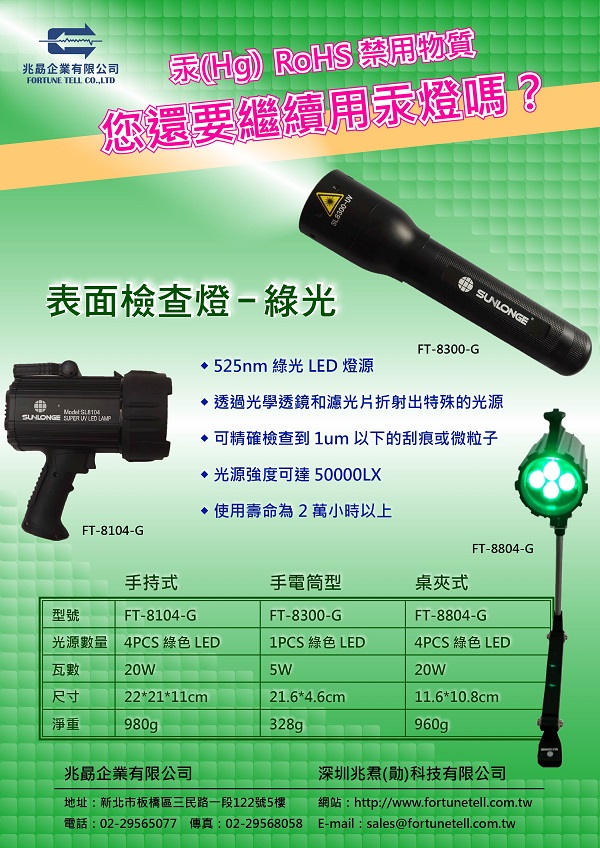 兆勗企業有限公司
FORTUNE TELL CO.,LTD
汞(Hg) RoHS 禁用物質
您還要繼續用汞燈嗎？
SL8300-UV
SUNLONGE
表面檢查燈－綠光
FT-8300-G
525nm 綠光 LED 燈源
透過光學透鏡和濾光片折射出特殊的光源
可精確檢查到 1um 以下的刮痕或微粒子
光源強度可達 50000LX
使用壽命為 2 萬小時以上
SUNLONGE
Model:SL8104
SUPER UV LED LAMP
FT-8104-G
FT-8804-G
手持式 手電筒型 桌夾式
型號 FT-8104-G FT-8300-G FT-8804-G
光源數量 4PCS 綠色 LED 1PCS 綠色 LED 4PCS 綠色 LED
瓦數 20W 5W 20W
尺寸 22*21*11cm 21.6*4.6cm 11.6*10.8cm
淨重 980g 328g 960g
兆勗企業有限公司 深圳兆焄(勛)科技有限公司
地址：新北市板橋區三民路一段122號5樓 網站：http://www.fortunetell.com.tw
電話：02-29565077 傳真：02-29568058 E-mail：sales@fortunetell.com.tw